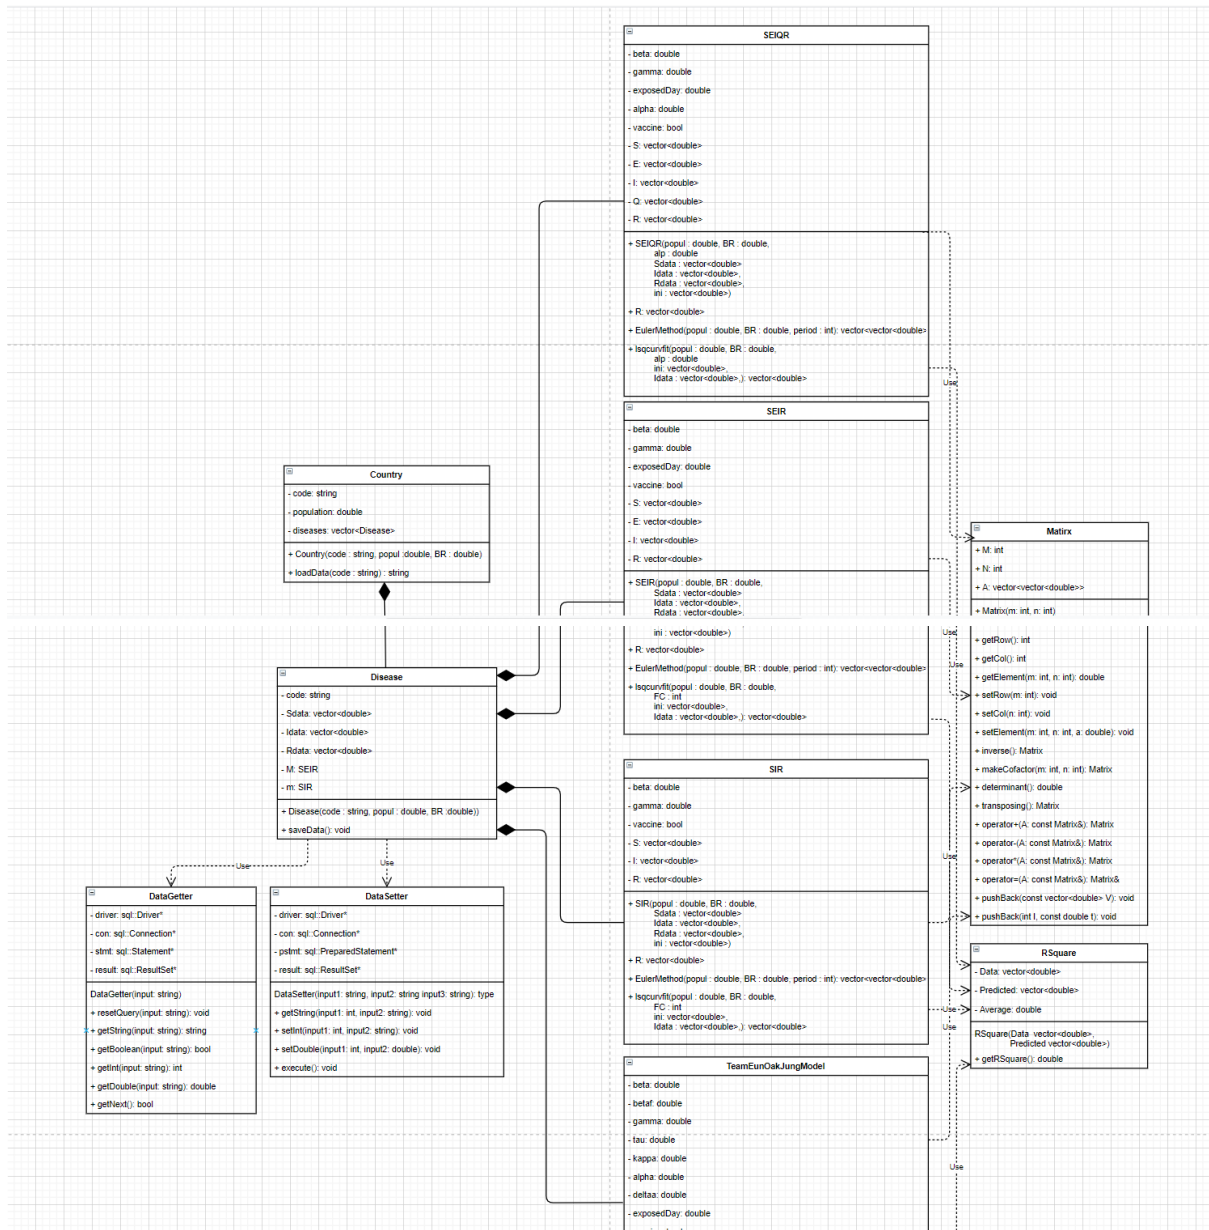 SEIQR
- beta: double
- gamma: double
- exposedDay: double
- alpha: double
- vaccine: bool
- S: vector<double>
- E: vector<double>
- I: vector<double>
- Q: vector<double>
- R: vector<double>
+ SEIQR(popul : double, BR : double,
alp : double
Sdata : vector<double>
Idata : vector<double>,
Rdata : vector<double>,
ini : vector<double>)
+ R: vector<double>
+ EulerMethod(popul : double, BR : double, period : int): vector<vector<double>
+ lsqcurvfit(popul : double, BR : double,
alp : double
ini: vector<double>,
Idata : vector<double>,): vector<double>
Use
SEIR
- beta: double
- gamma: double
- exposedDay: double
- vaccine: bool
- S: vector<double>
- E: vector<double>
- I: vector<double>
- R: vector<double>
+ SEIR(popul : double, BR : double,
Sdata : vector<double>
Idata : vector<double>,
Rdata : vector<double>,
ini : vector<double>)
+ R: vector<double>
+ EulerMethod(popul : double, BR : double, period : int): vector<vector<double>
+ lsqcurvfit(popul : double, BR : double,
FC : int
ini: vector<double>,
Idata : vector<double>,): vector<double>
Country
- code: string
- population: double
- diseases: vector<Disease>
+ Country(code : string, popul :double, BR : double)
+ loadData(code : string) : string
Matirx
+ M: int
+ N: int
+ A: vector<vector<double>>
+ Matrix(m: int, n: int)
+ getRow(): int
+ getCol(): int
+ getElement(m: int, n: int): double
+ setRow(m: int): void
+ setCol(n: int): void
+ setElement(m: int, n: int, a: double): void
+ inverse(): Matrix
+ makeCofactor(m: int, n: int): Matrix
+ determinant(): double
+ transposing(): Matrix
+ operator+(A: const Matrix&): Matrix
+ operator-(A: const Matrix&): Matrix
+ operator*(A: const Matrix&): Matrix
+ operator=(A: const Matrix&): Matrix&
+ pushBack(const vector<double> V): void
+ pushBack(int I, const double t): void
Use
Use
Use
Disease
- code: string
- Sdata: vector<double>
- Idata: vector<double>
- Rdata: vector<double>
- M: SEIR
- m: SIR
+ Disease(code : string, popul : double, BR :double))
+ saveData(): void
Use
Use
SIR
- beta: double
- gamma: double
- vaccine: bool
- S: vector<double>
- I: vector<double>
- R: vector<double>
+ SIR(popul : double, BR : double,
Sdata : vector<double>
Idata : vector<double>,
Rdata : vector<double>,
ini : vector<double>)
+ R: vector<double>
+ EulerMethod(popul : double, BR : double, period : int): vector<vector<double>
+ lsqcurvfit(popul : double, BR : double,
FC : int
ini: vector<double>,
Idata : vector<double>,): vector<double>
DataGetter
- driver: sql::Driver*
- con: sql::Connection*
- stmt: sql::Statement*
- result: sql::ResultSet*
DataGetter(input: string)
+ resetQuery(input: string): void
+ getString(input: string): string
+ getBoolean(input: string): bool
+ getInt(input: string): int
+ getDouble(input: string): double
+ getNext(): bool
DataSetter
- driver: sql::Driver*
- con: sql::Connection*
- pstmt: sql::PreparedStatement*
- result: sql::ResultSet*
DataSetter(input1: string, input2: string input3: string): type
+ getString(input1: int, input2: string): void
+ setInt(input1: int, input2: string): void
+ setDouble(input1: int, input2: double): void
+ execute(): void
RSquare
- Data: vector<double>
- Predicted: vector<double>
- Average: double
RSquare(Data vector<double>,
Predicted vector<double>)
+ getRSquare(): double
Use
Use
Use
TeamEunOakJungModel
- beta: double
- betaf: double
- gamma: double
- tau: double
- kappa: double
- alpha: double
- deltaa: double
- exposedDay: double